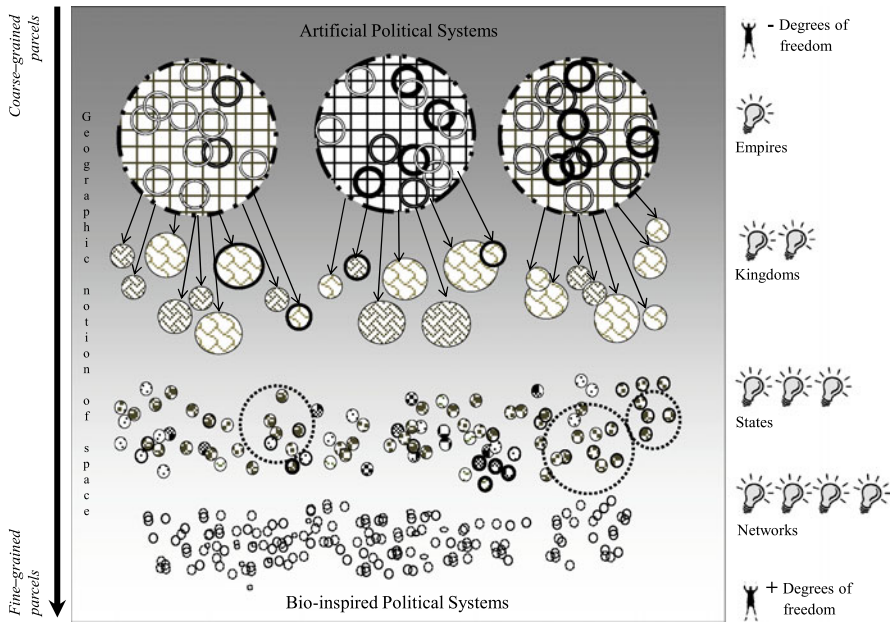 Coarse–grained
parcels
Artificial Political Systems
- Degrees of
freedom
Geographic notion of space
Empires
Kingdoms
States
Networks
Fine–grained
parcels
Bio-inspired Political Systems
+ Degrees of
freedom